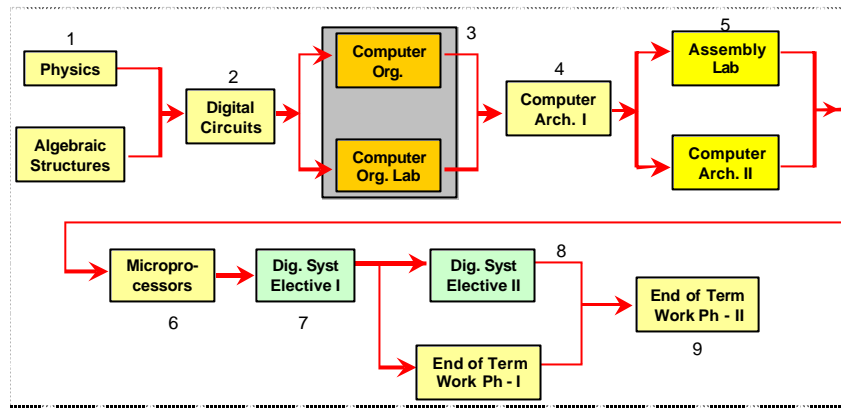 1
Physics
Algebraic
Structures
2
Digital
Circuits
3
Computer
Org.
Computer
Org. Lab
4
Computer
Arch. I
5
Assembly
Lab
Computer
Arch. II
Micropro-
cessors
6
Dig. Syst
Elective I
7
Dig. Syst
Elective II
8
End of Term
Work Ph - I
End of Term
Work Ph - II
9